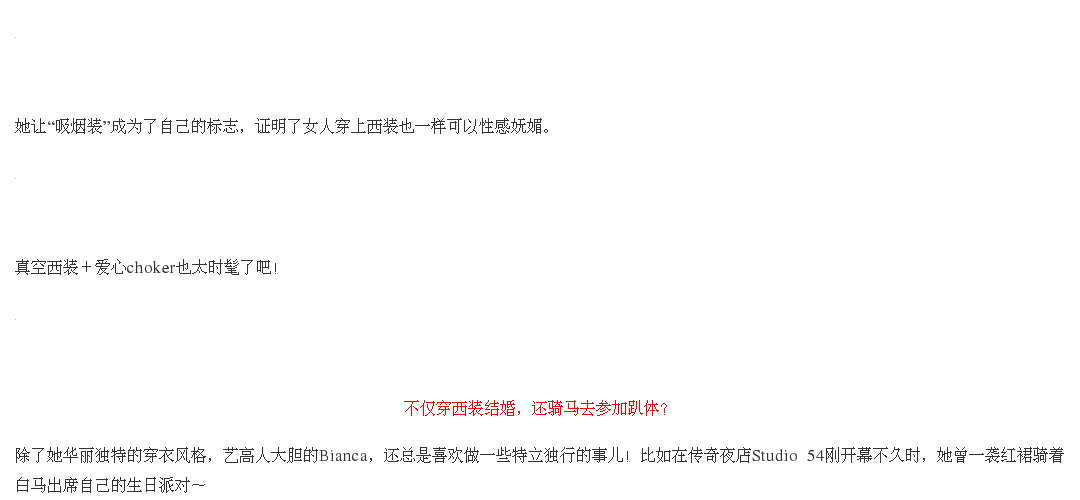 她让“吸烟装”成为了自己的标志，证明了女人穿上西装也一样可以性感妩媚。
真空西装＋爱心choker也太时髦了吧！
不仅穿西装结婚，还骑马去参加趴体？
除了她华丽独特的穿衣风格，艺高人大胆的Bianca，还总是喜欢做一些特立独行的事儿！比如在传奇夜店Studio 54刚开幕不久时，她曾一袭红裙骑着
白马出席自己的生日派对～